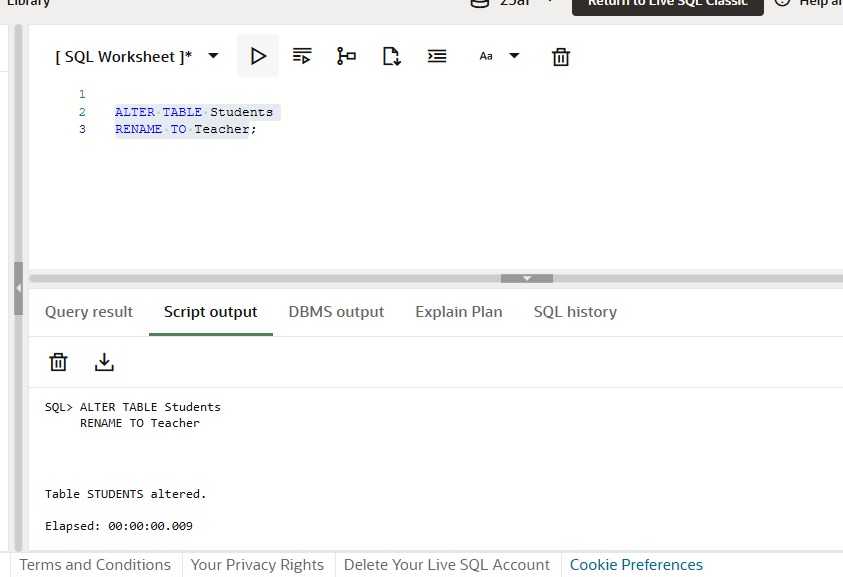 Library
23ai
Return to Live SQL Classic
[ SQL Worksheet ]*
Aa
1
2 ALTER TABLE Students
3 RENAME TO Teacher;
Query result Script output DBMS output Explain Plan SQL history
SQL> ALTER TABLE Students
RENAME TO Teacher
Table STUDENTS altered.
Elapsed: 00:00:00.009
Terms and Conditions Your Privacy Rights Delete Your Live SQL Account Cookie Preferences